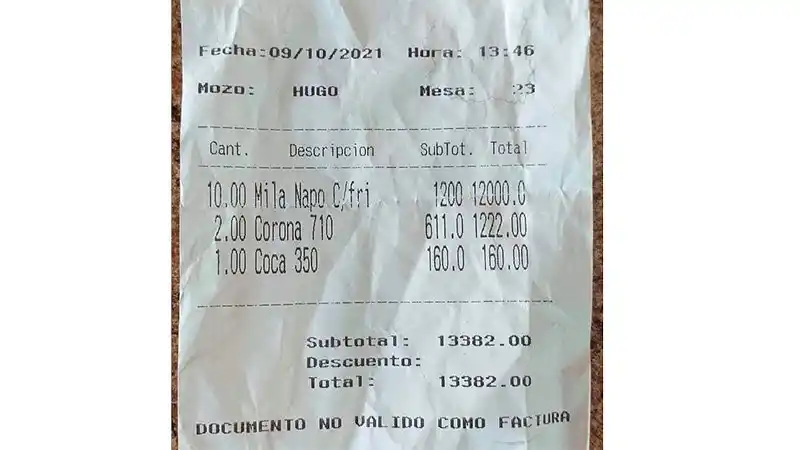 Fecha:09/10/2021 Hora: 13:46
Mozo: HUGO Mesa: 23
Cant. Descripcion SubTot. Total
10.00 Mila Napo C/fri 1200 12000.0
2.00 Corona 710 611.0 1222.00
1.00 Coca 350 160.0 160.00
Subtotal: 13382.00
Descuento:
Total: 13382.00
DOCUMENTO NO VALIDO COMO FACTURA